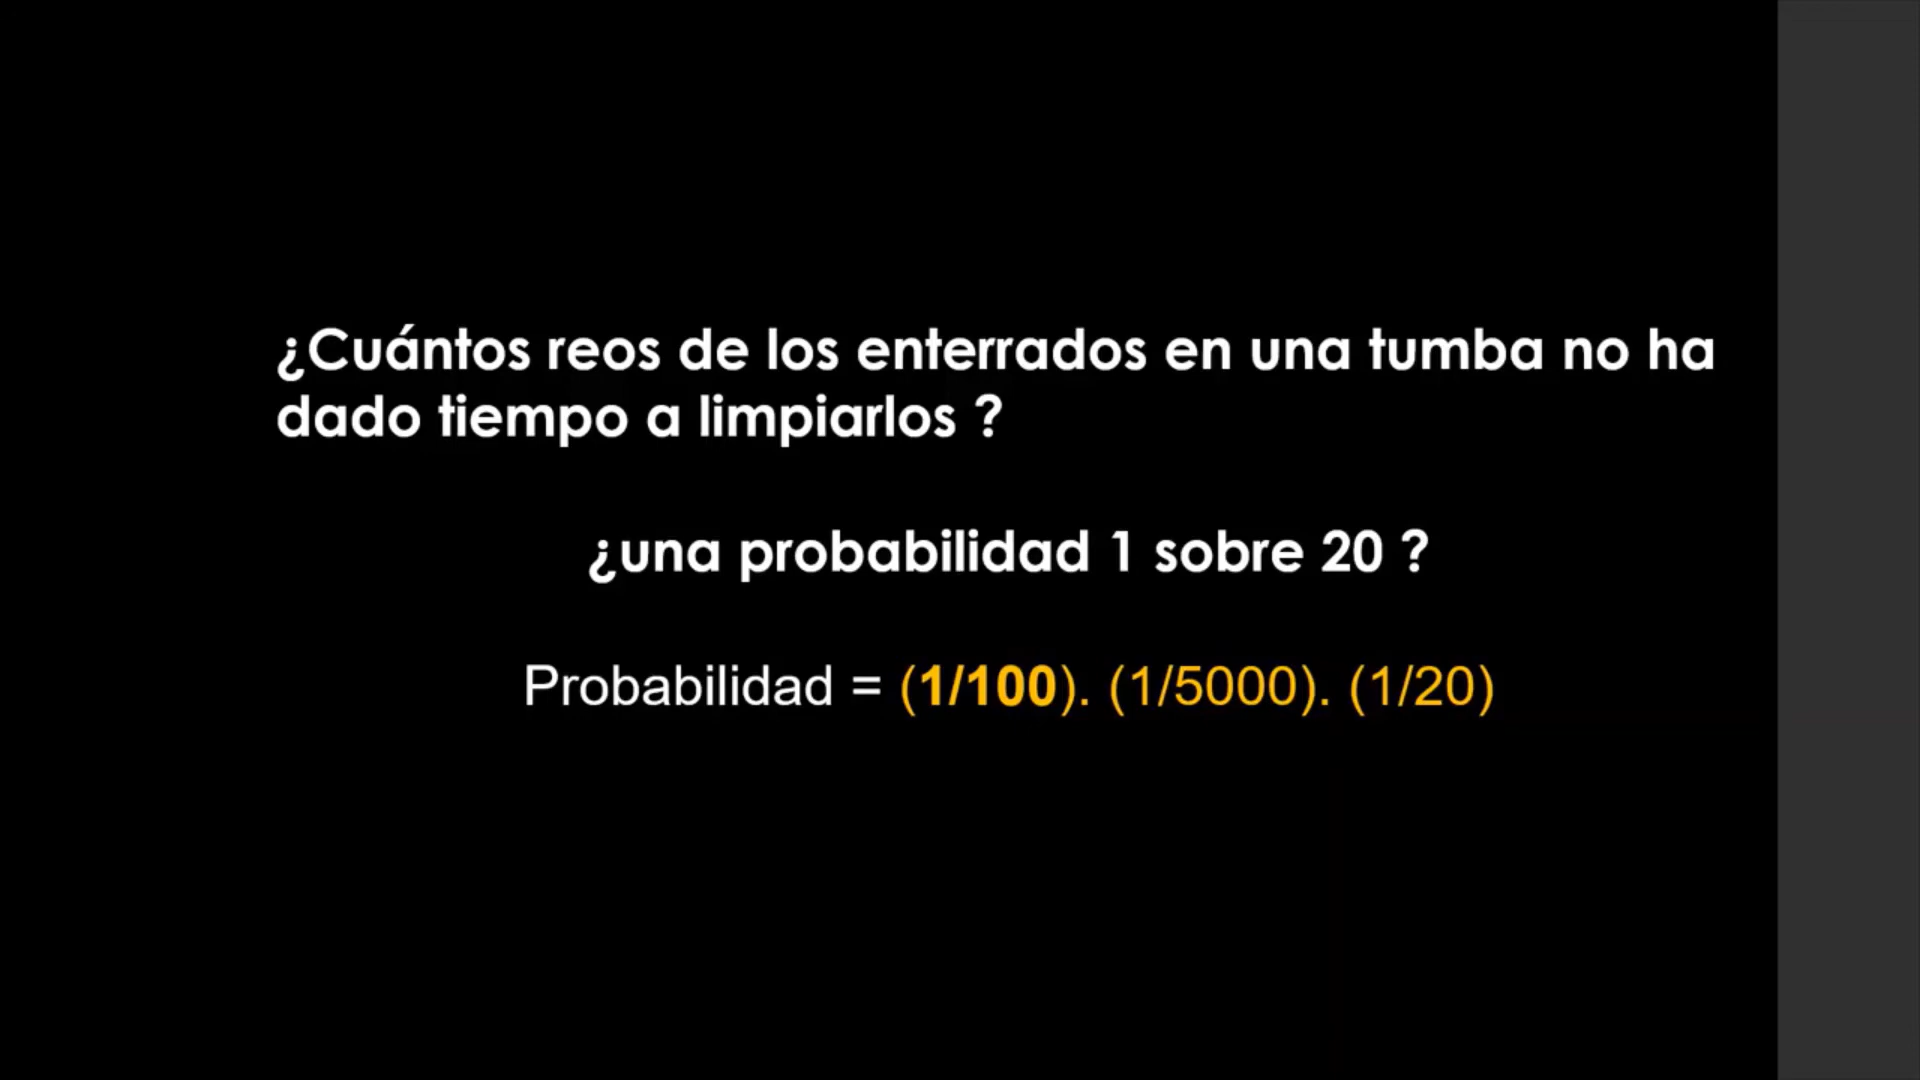 ¿Cuántos reos de los enterrados en una tumba no ha
dado tiempo a limpiarlos ?
¿una probabilidad 1 sobre 20 ?
Probabilidad = (1/100). (1/5000). (1/20)